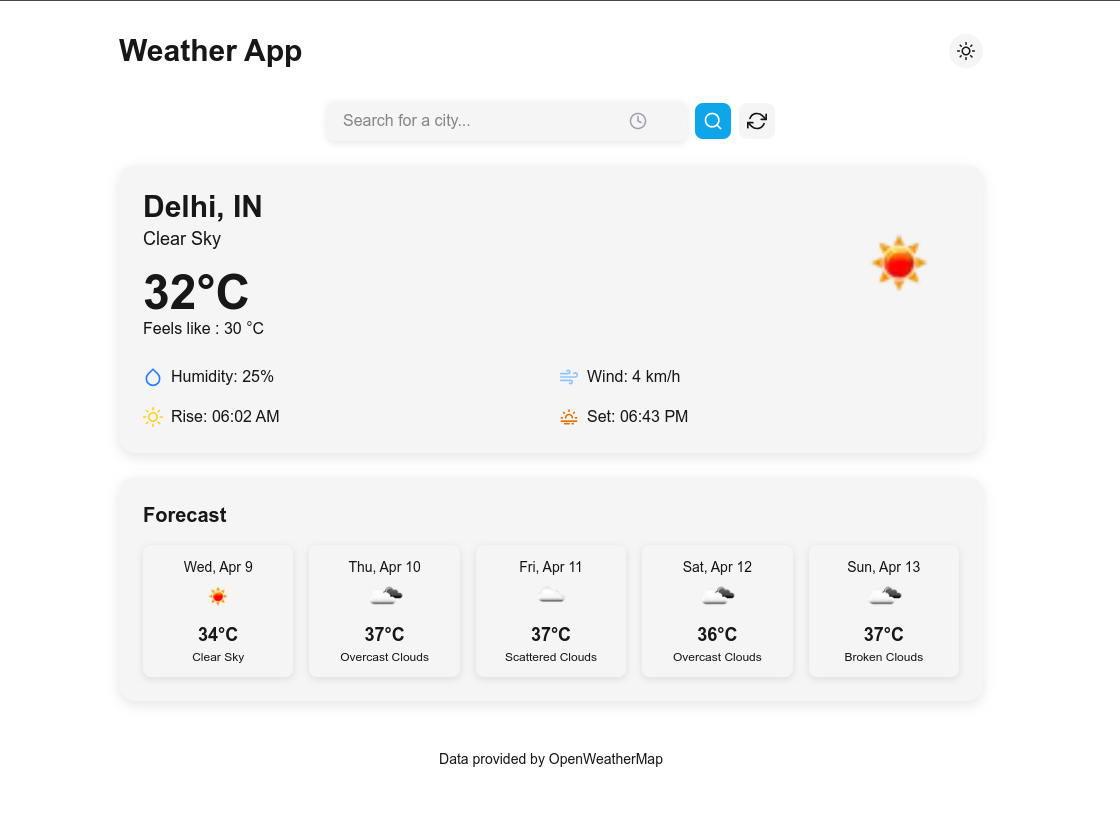 Weather App
Search for a city...
Delhi, IN
Clear Sky
32°C
Feels like : 30 °C
Humidity: 25%
Wind: 4 km/h
Rise: 06:02 AM
Set: 06:43 PM
Forecast
Wed, Apr 9
34°C
Clear Sky
Thu, Apr 10
37°C
Overcast Clouds
Fri, Apr 11
37°C
Scattered Clouds
Sat, Apr 12
36°C
Overcast Clouds
Sun, Apr 13
37°C
Broken Clouds
Data provided by OpenWeatherMap